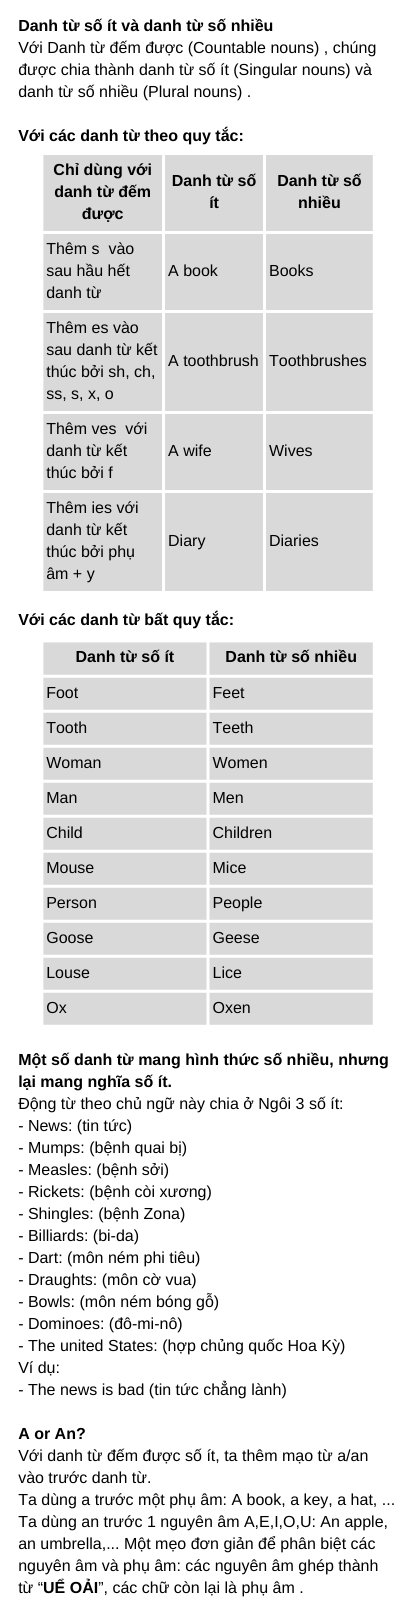 Danh từ số ít và danh từ số nhiều
Với Danh từ đếm được (Countable nouns) , chúng
được chia thành danh từ số ít (Singular nouns) và
danh từ số nhiều (Plural nouns) .
Với các danh từ theo quy tắc:
Chỉ dùng với
danh từ đếm
được
Danh từ số
ít
Danh từ số
nhiều
Thêm s  vào
sau hầu hết
danh từ
A book
Books
Thêm es vào
sau danh từ kết
thúc bởi sh, ch,
ss, s, x, o
A toothbrush
Toothbrushes
Thêm ves  với
danh từ kết
thúc bởi f
A wife
Wives
Thêm ies với
danh từ kết
thúc bởi phụ
âm + y
Diary
Diaries
Với các danh từ bất quy tắc:
Danh từ số ít
Danh từ số nhiều
Foot
Feet
Tooth
Teeth
Woman
Women
Man
Men
Child
Children
Mouse
Mice
Person
People
Goose
Geese
Louse
Lice
Ox
Oxen
Một số danh từ mang hình thức số nhiều, nhưng
lại mang nghĩa số ít.
Động từ theo chủ ngữ này chia ở Ngôi 3 số ít:
- News: (tin tức)
- Mumps: (bệnh quai bị)
- Measles: (bệnh sởi)
- Rickets: (bệnh còi xương)
- Shingles: (bệnh Zona)
- Billiards: (bi-da)
- Dart: (môn ném phi tiêu)
- Draughts: (môn cờ vua)
- Bowls: (môn ném bóng gỗ)
- Dominoes: (đô-mi-nô)
- The united States: (hợp chủng quốc Hoa Kỳ)
Ví dụ:
- The news is bad (tin tức chẳng lành)
A or An?
Với danh từ đếm được số ít, ta thêm mạo từ a/an
vào trước danh từ.
Ta dùng a trước một phụ âm: A book, a key, a hat, ...
Ta dùng an trước 1 nguyên âm A,E,I,O,U: An apple,
an umbrella,... Một mẹo đơn giản để phân biệt các
nguyên âm và phụ âm: các nguyên âm ghép thành
từ “UỂ OẢI”, các chữ còn lại là phụ âm .